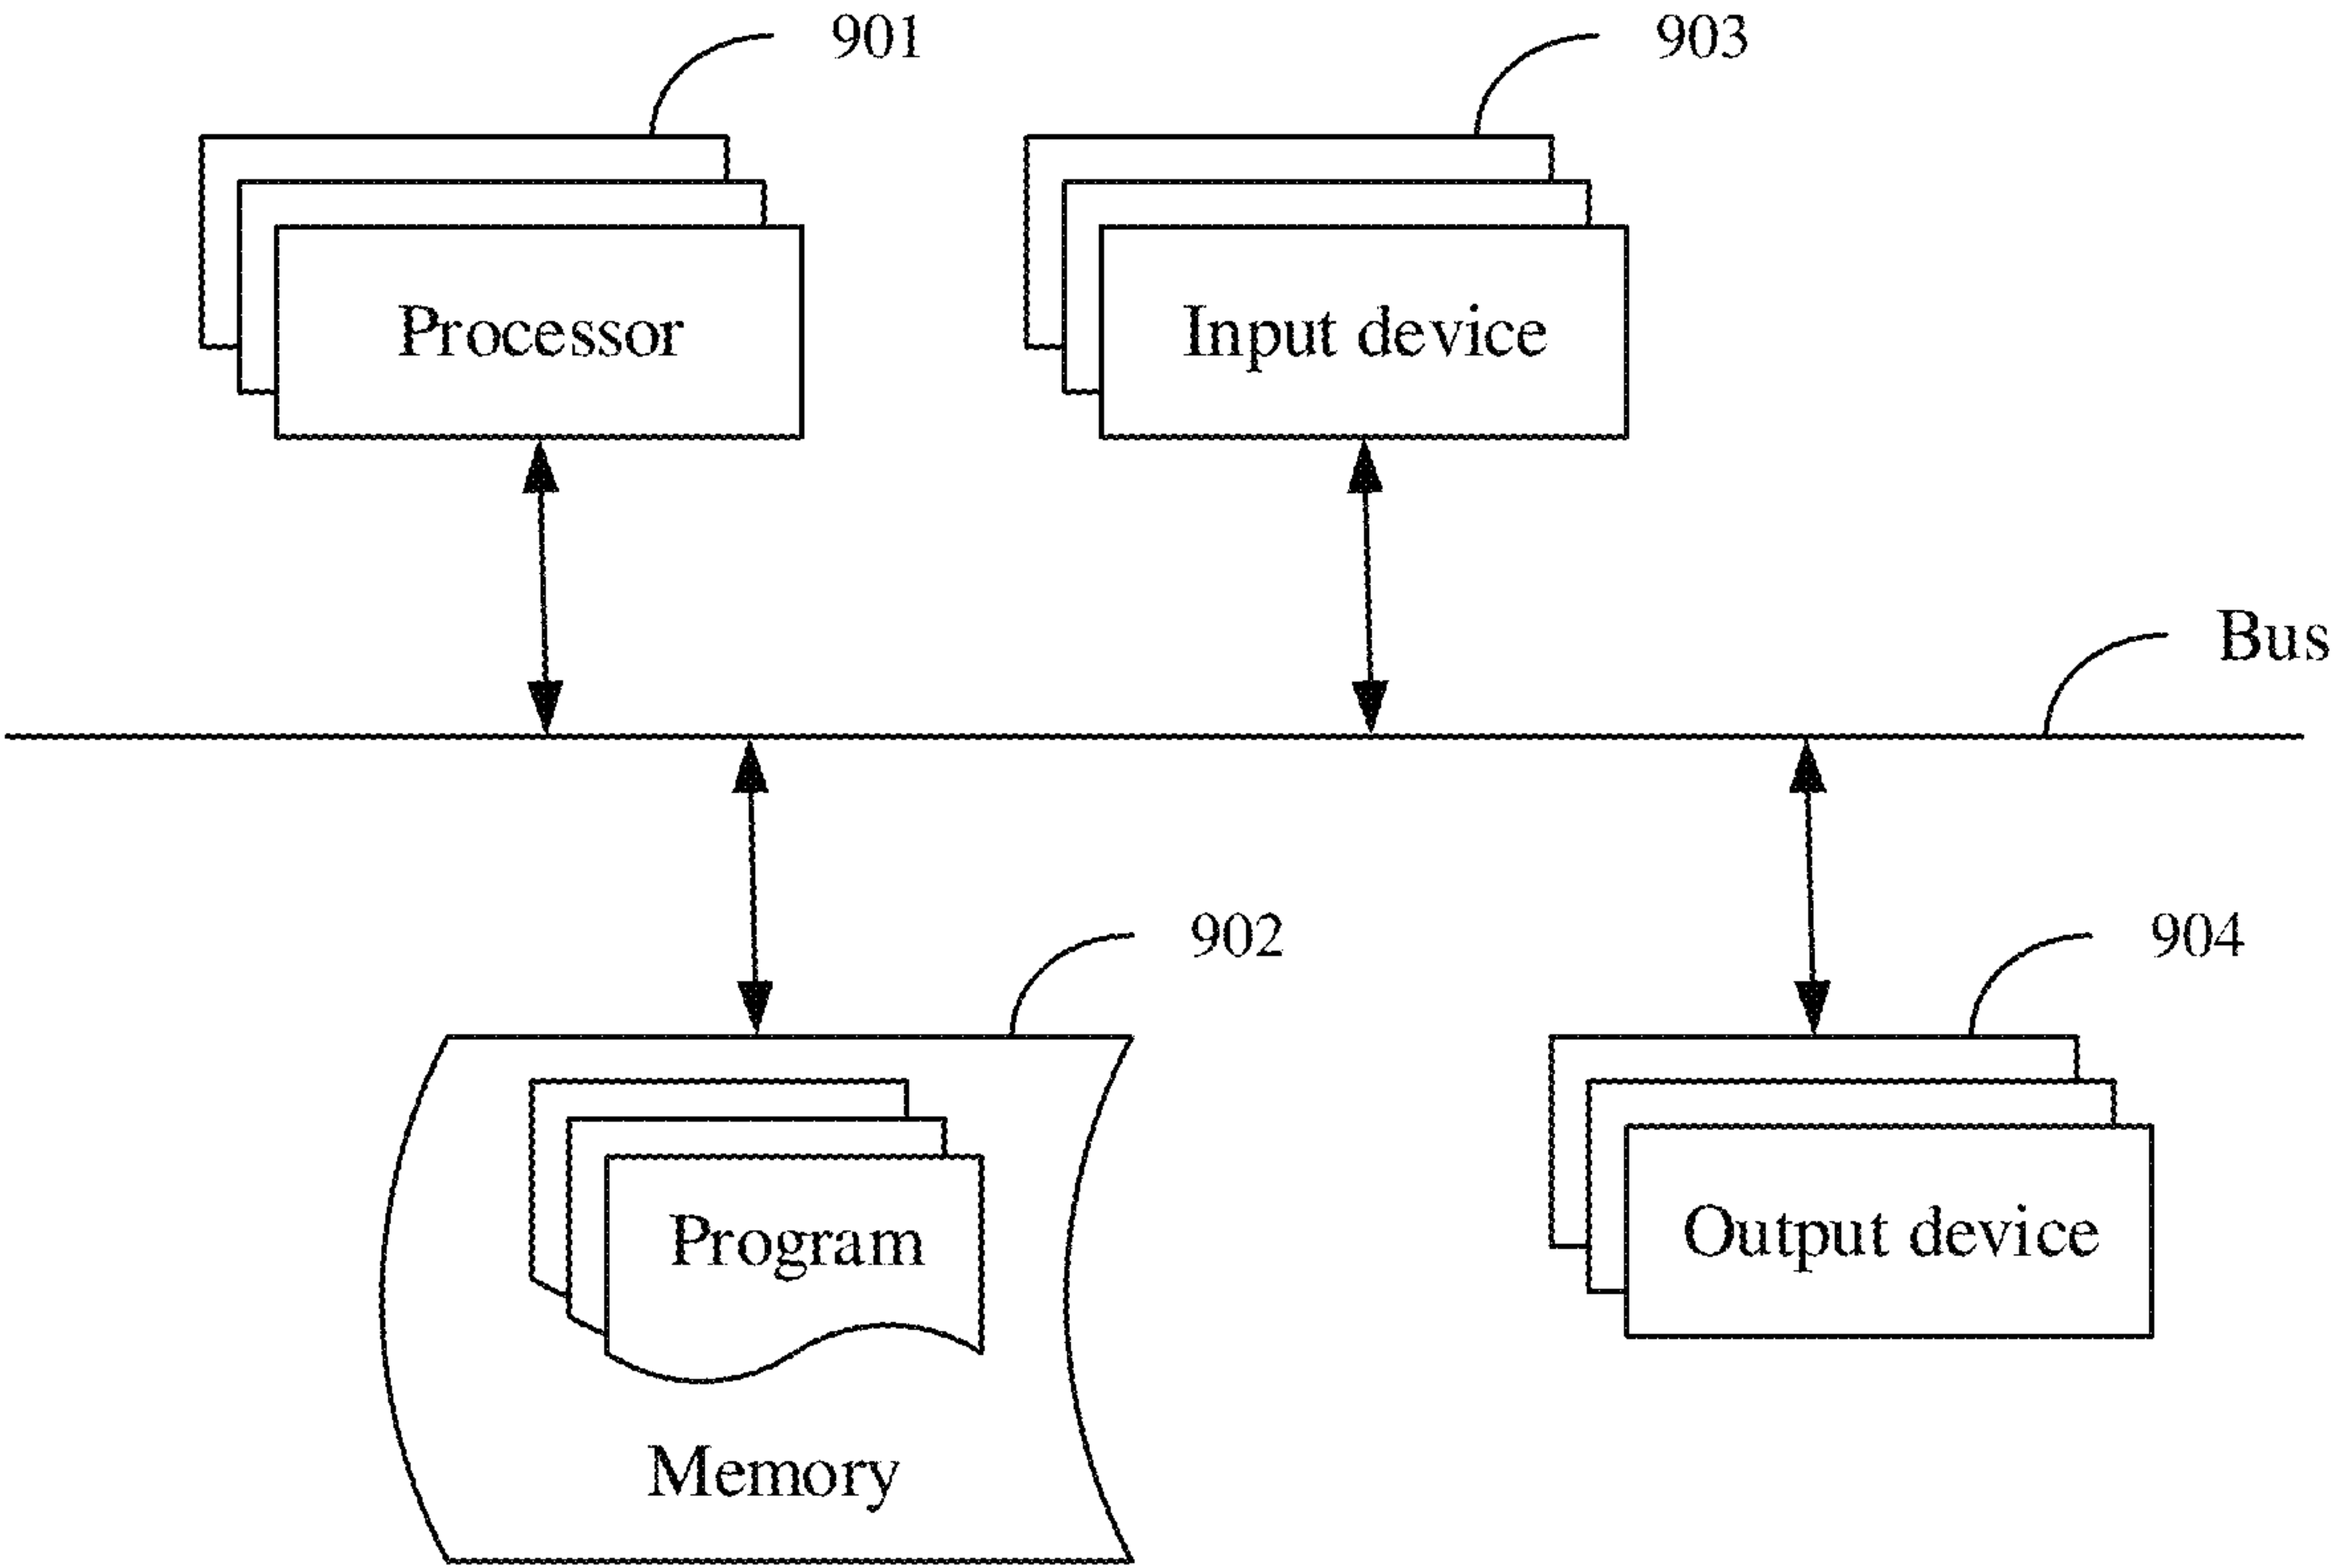 901
903
Processor
Input device
Bus
902
904
Program
Output device
Memory